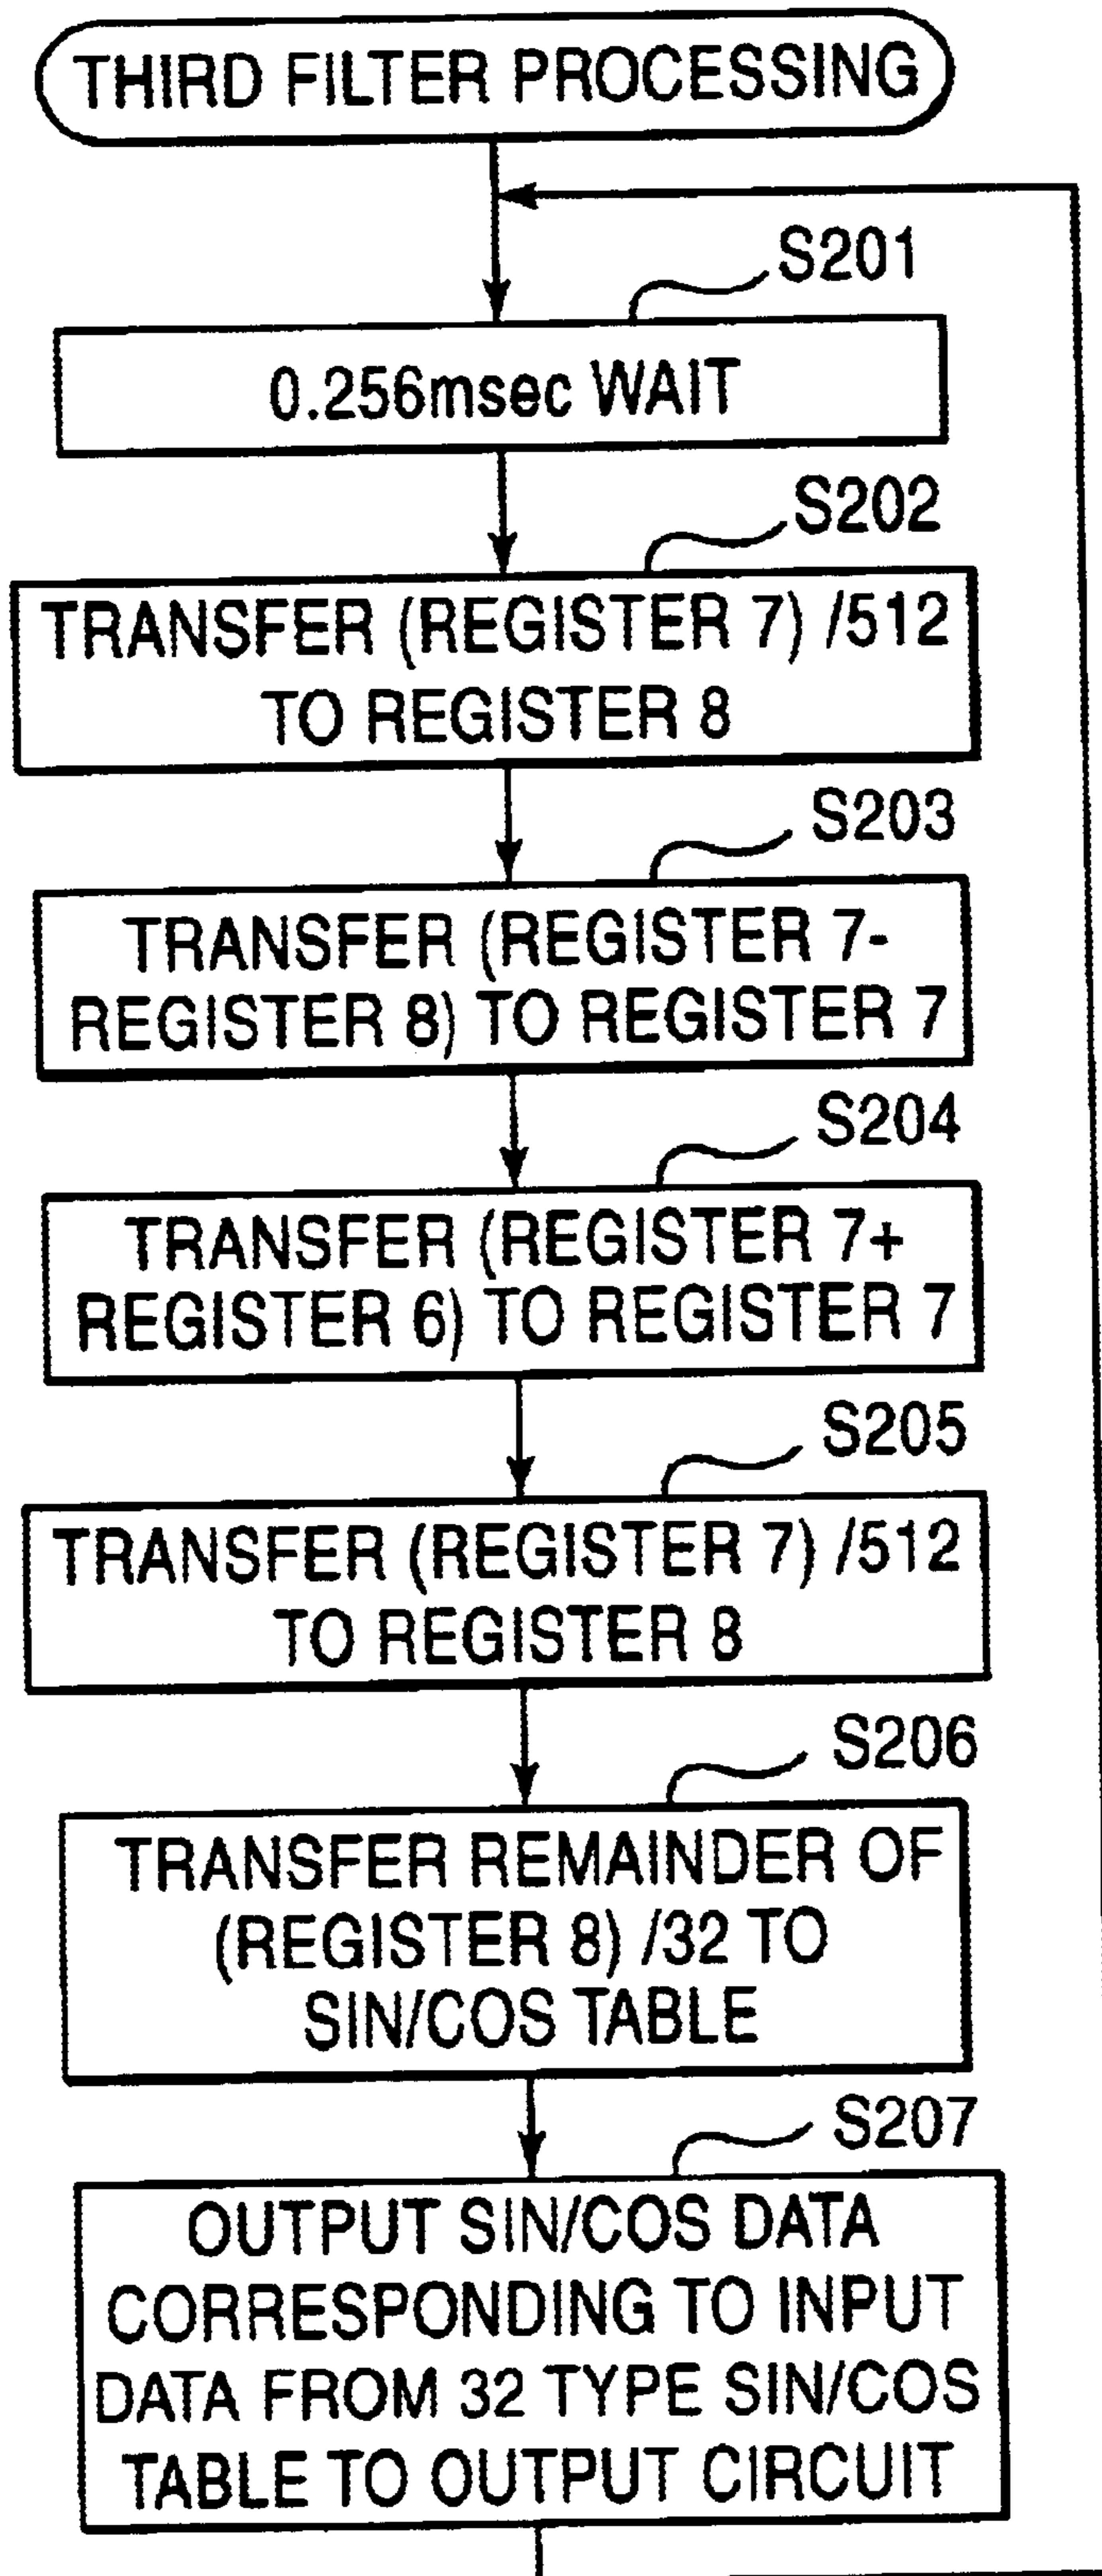 THIRD FILTER PROCESSING
S201
0.256msec WAIT
S202
TRANSFER (REGISTER 7) /512
TO REGISTER 8
S203
TRANSFER (REGISTER 7-
REGISTER 8) TO REGISTER 7
S204
TRANSFER (REGISTER 7+
REGISTER 6) TO REGISTER 7
S205
TRANSFER (REGISTER 7) /512
TO REGISTER 8
S206
TRANSFER REMAINDER OF
(REGISTER 8) /32 TO
SIN/COS TABLE
S207
OUTPUT SIN/COS DATA
CORRESPONDING TO INPUT
DATA FROM 32 TYPE SIN/COS
TABLE TO OUTPUT CIRCUIT